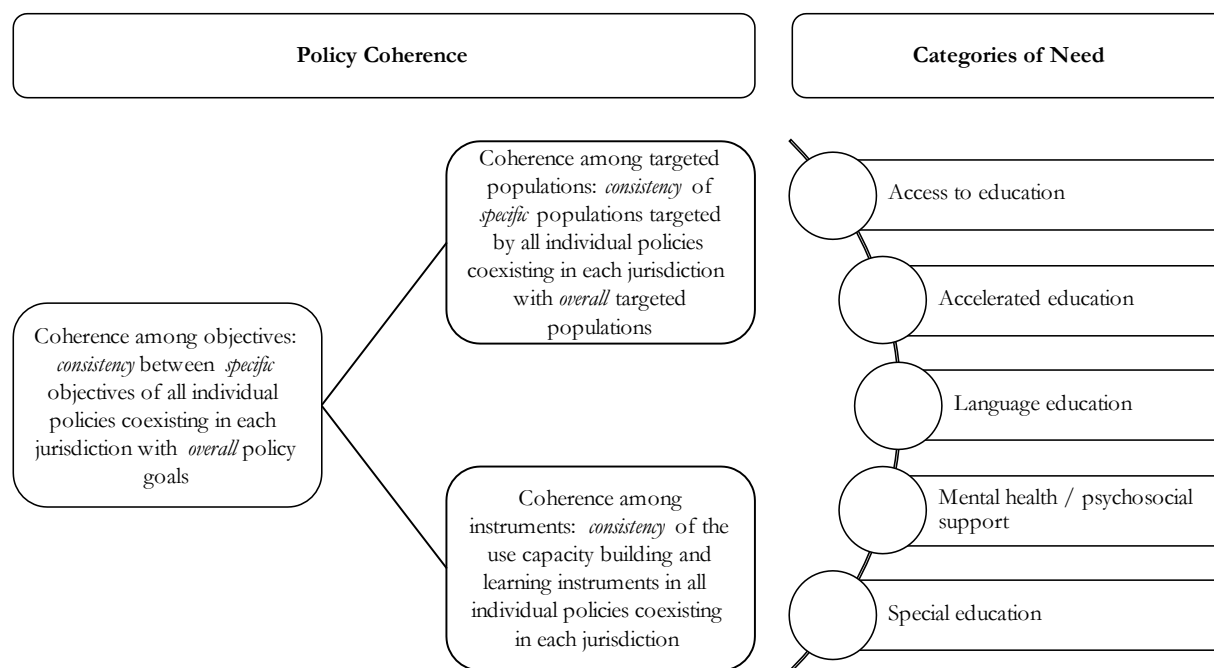 Policy Coherence
Categories of Need
Coherence among objectives:
consistency between specific
objectives of all individual
policies coexisting in each
jurisdiction with overall policy
goals
Coherence among targeted
populations: consistency of
specific populations targeted
by all individual policies
coexisting in each jurisdiction
with overall targeted
populations
Coherence among
instruments: consistency of the
use capacity building and
learning instruments in all
individual policies coexisting
in each jurisdiction
Access to education
Accelerated education
Language education
Mental health / psychosocial
support
Special education